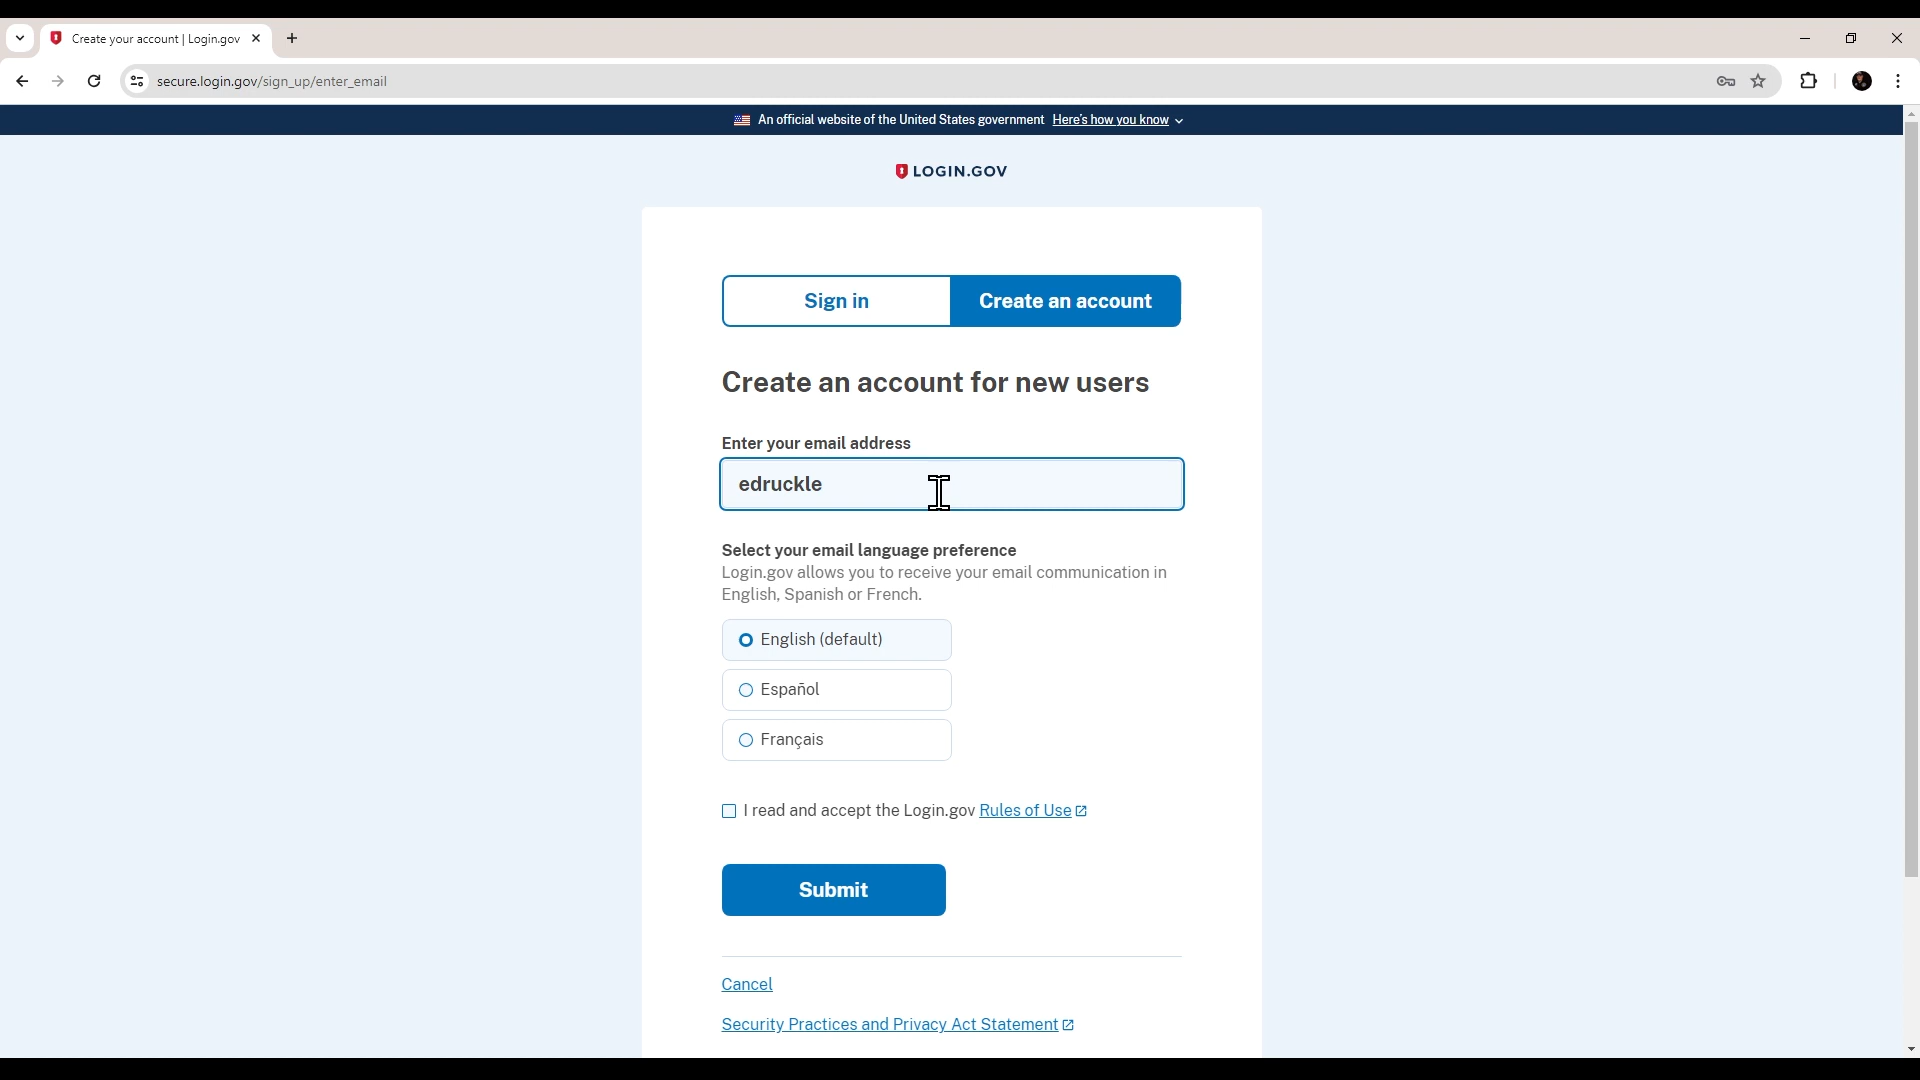 Create your account | Login.gov
secure.login.gov/sign_up/enter_email
An official website of the United States government Here's how you know
LOGIN.GOV
Sign in
Create an account
Create an account for new users
Enter your email address
edruckle
Select your email language preference
Login.gov allows you to receive your email communication in
English, Spanish or French.
English (default)
Español
Français
I read and accept the Login.gov Rules of Use
Submit
Cancel
Security Practices and Privacy Act Statement